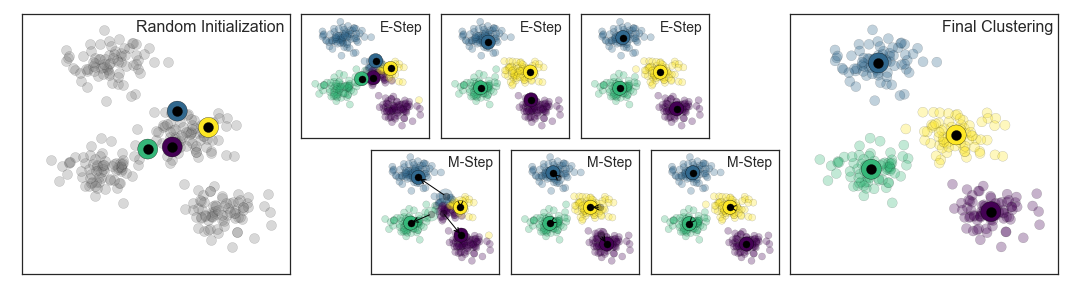 Random Initialization
E-Step
E-Step
E-Step
Final Clustering
M-Step
M-Step
M-Step